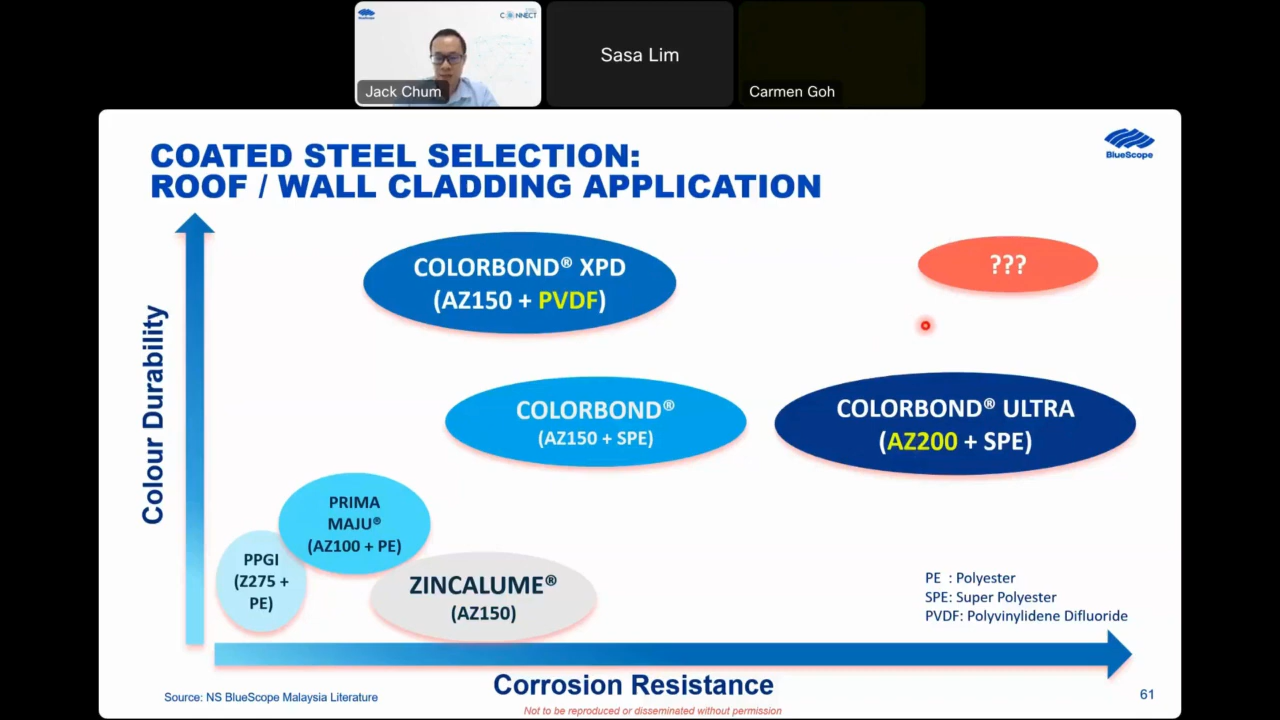 CONNECT
Jack Chum
Sasa Lim
Carmen Goh
COATED STEEL SELECTION:
ROOF / WALL CLADDING APPLICATION
BlueScope
Colour Durability
COLORBOND® XPD
(AZ150 + PVDF)
???
COLORBOND®
(AZ150 + SPE)
COLORBOND® ULTRA
(AZ200 + SPE)
PRIMA
MAJU®
(AZ100 + PE)
PPGI
(Z275 +
PE)
ZINCALUME®
(AZ150)
PE : Polyester
SPE: Super Polyester
PVDF: Polyvinylidene Difluoride
Corrosion Resistance
Source: NS BlueScope Malaysia Literature
Not to be reproduced or disseminated without permission
61